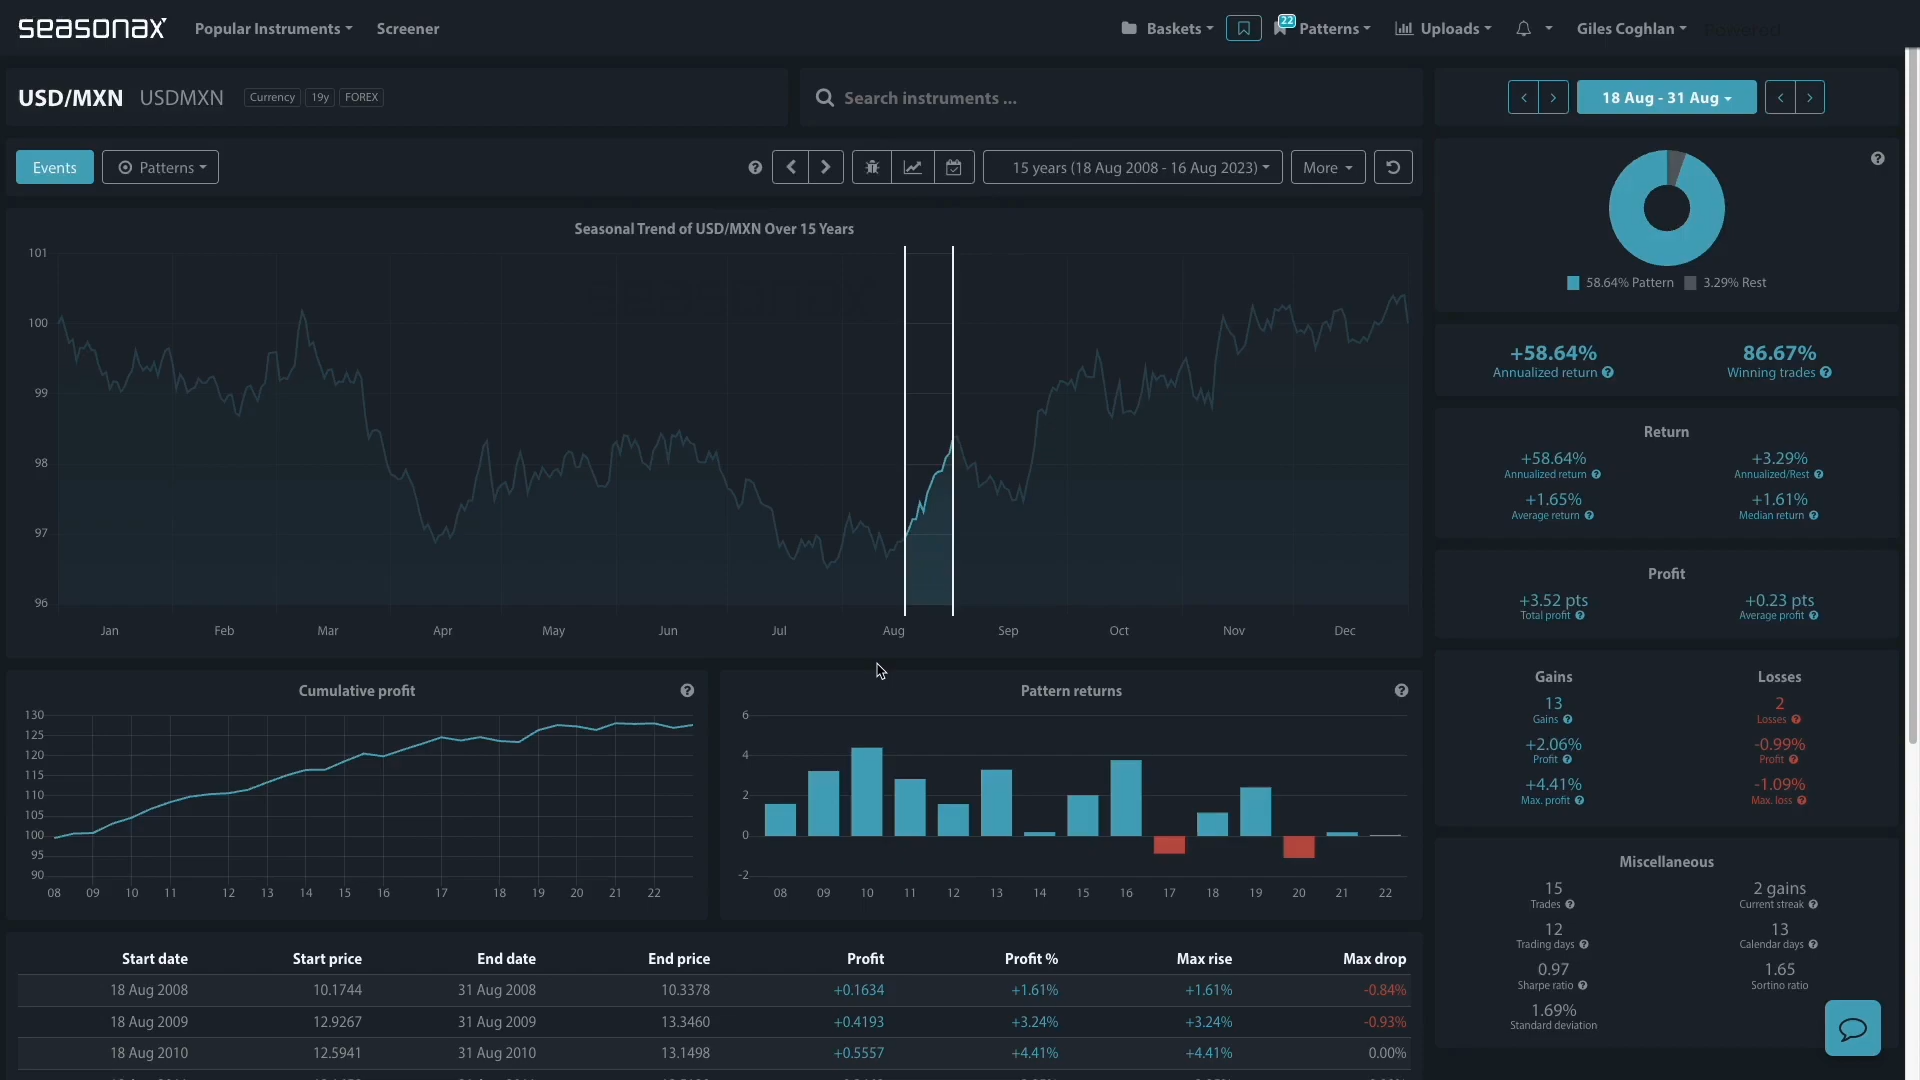 seasonax Popular Instruments Screener Baskets 22 Patterns Uploads Giles Coghlan Powered
USD/MXN USDMXN Currency 19y FOREX Search instruments ... 18 Aug - 31 Aug
Events Patterns 15 years (18 Aug 2008 - 16 Aug 2023) More
Seasonal Trend of USD/MXN Over 15 Years
seasonax
101
100
99
98
97
96
Jan Feb Mar Apr May Jun Jul Aug Sep Oct Nov Dec
58.64% Pattern 3.29% Rest
+58.64% 86.67%
Annualized return Winning trades
Return
+58.64% +3.29%
Annualized return Annualized/Rest
+1.65% +1.61%
Average return Median return
Profit
+3.52 pts +0.23 pts
Total profit Average profit
Gains Losses
13 2
Gains Losses
+2.06% -0.99%
Profit Profit
+4.41% -1.09%
Max. profit Max. loss
Miscellaneous
15 2 gains
Trades Current streak
12 13
Trading days Calendar days
0.97 1.65
Sharpe ratio Sortino ratio
1.69%
Standard deviation
Cumulative profit
130
125
120
115
110
105
100
95
90
08 09 10 11 12 13 14 15 16 17 18 19 20 21 22
Pattern returns
6
4
2
0
-2
08 09 10 11 12 13 14 15 16 17 18 19 20 21 22
Start date Start price End date End price Profit Profit % Max rise Max drop
18 Aug 2008 10.1744 31 Aug 2008 10.3378 +0.1634 +1.61% +1.61% -0.84%
18 Aug 2009 12.9267 31 Aug 2009 13.3460 +0.4193 +3.24% +3.24% -0.93%
18 Aug 2010 12.5941 31 Aug 2010 13.1498 +0.5557 +4.41% +4.41% 0.00%